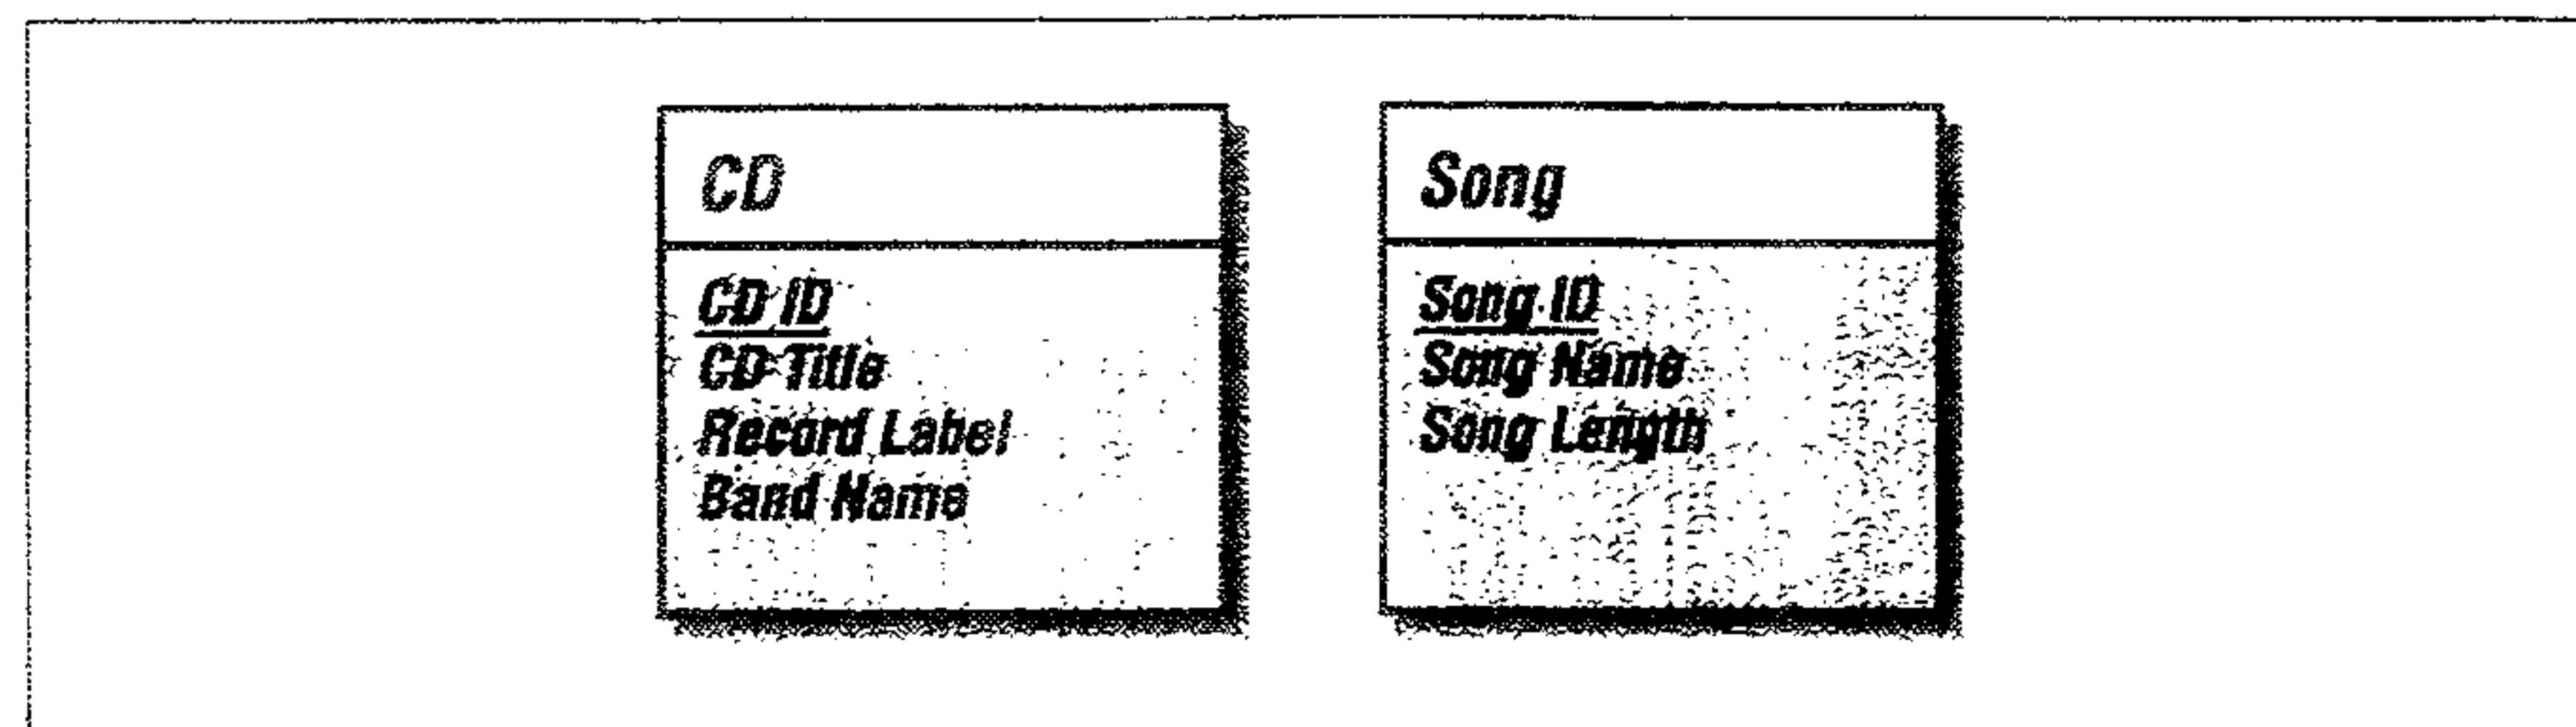 CD
CD ID
CD Title
Record Label
Band Name
Song
Song ID
Song Name
Song Length